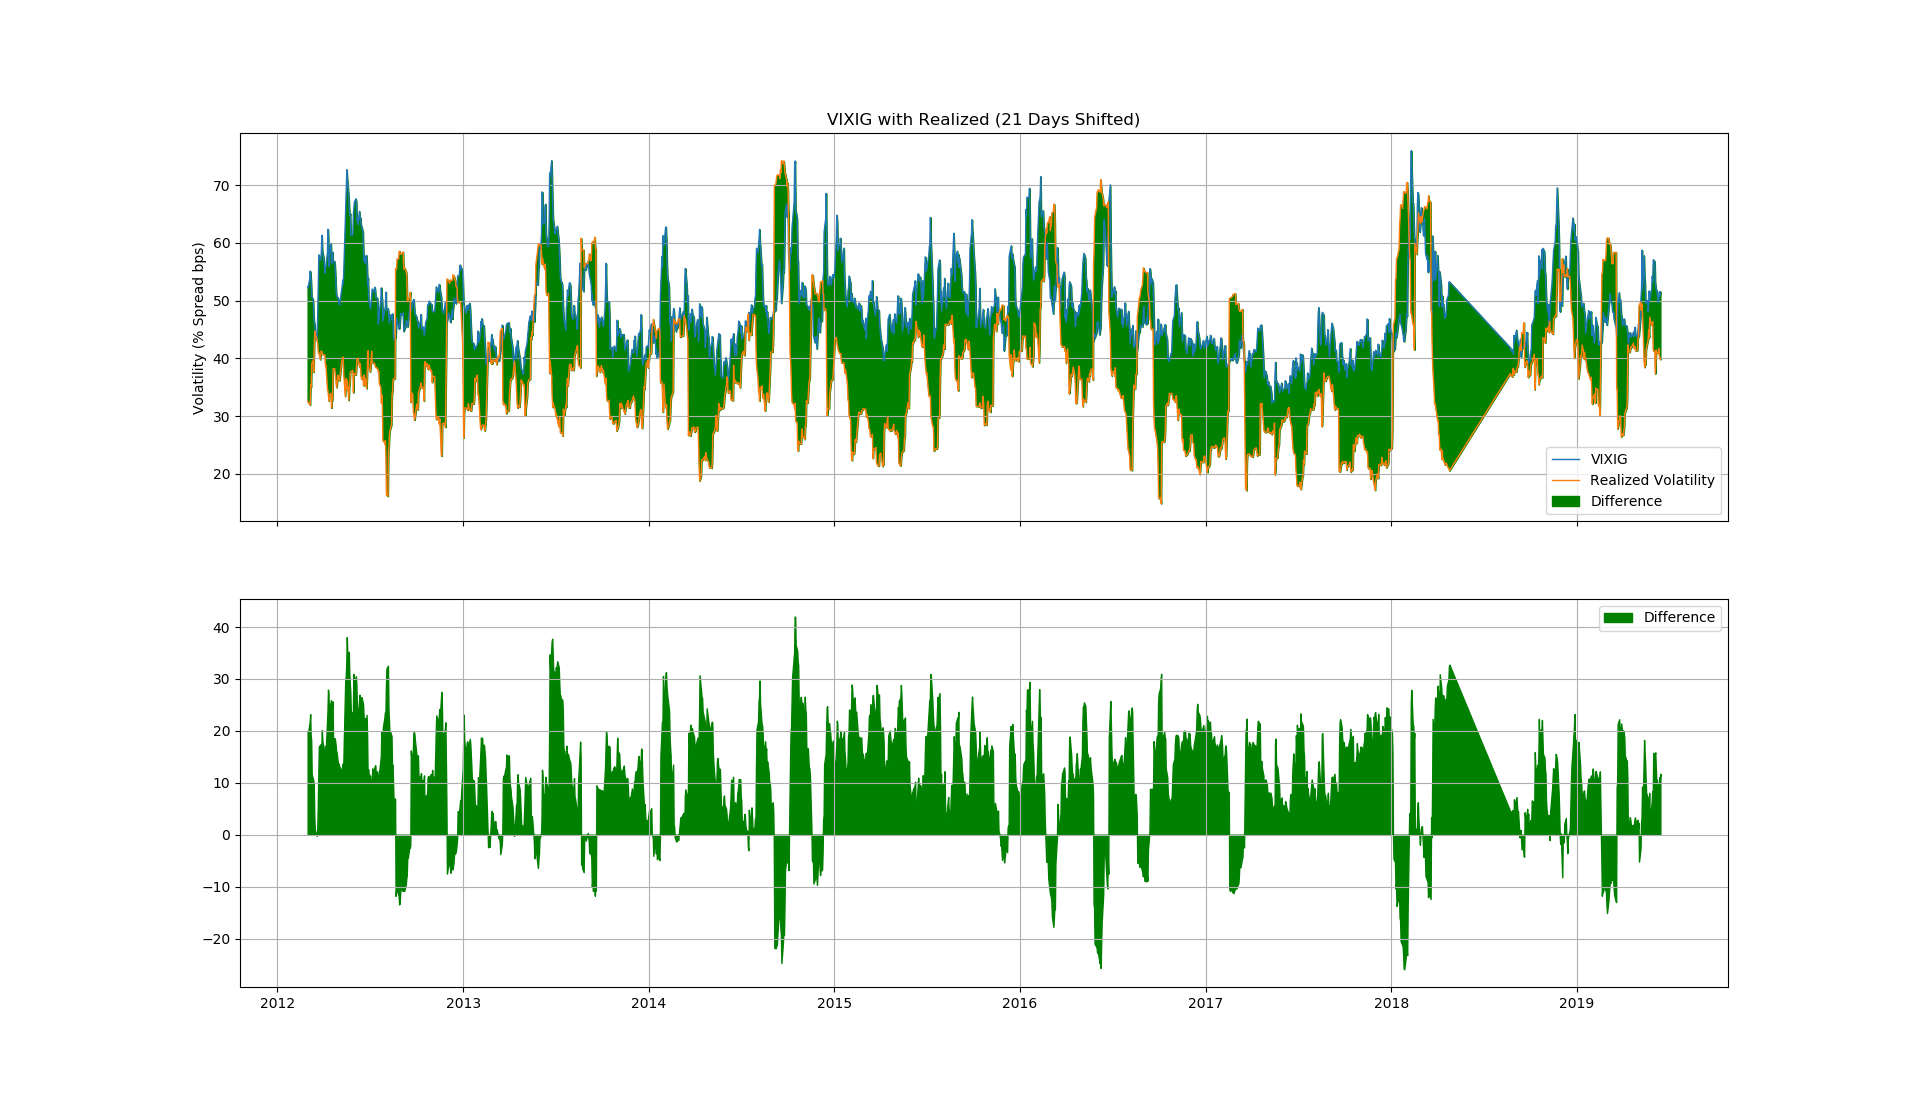 VIXIG with Realized (21 Days Shifted)
Volatility (% Spread bps)
70
60
50
40
30
20
VIXIG
Realized Volatility
Difference
Difference
40
30
20
10
0
−10
−20
2012 2013 2014 2015 2016 2017 2018 2019